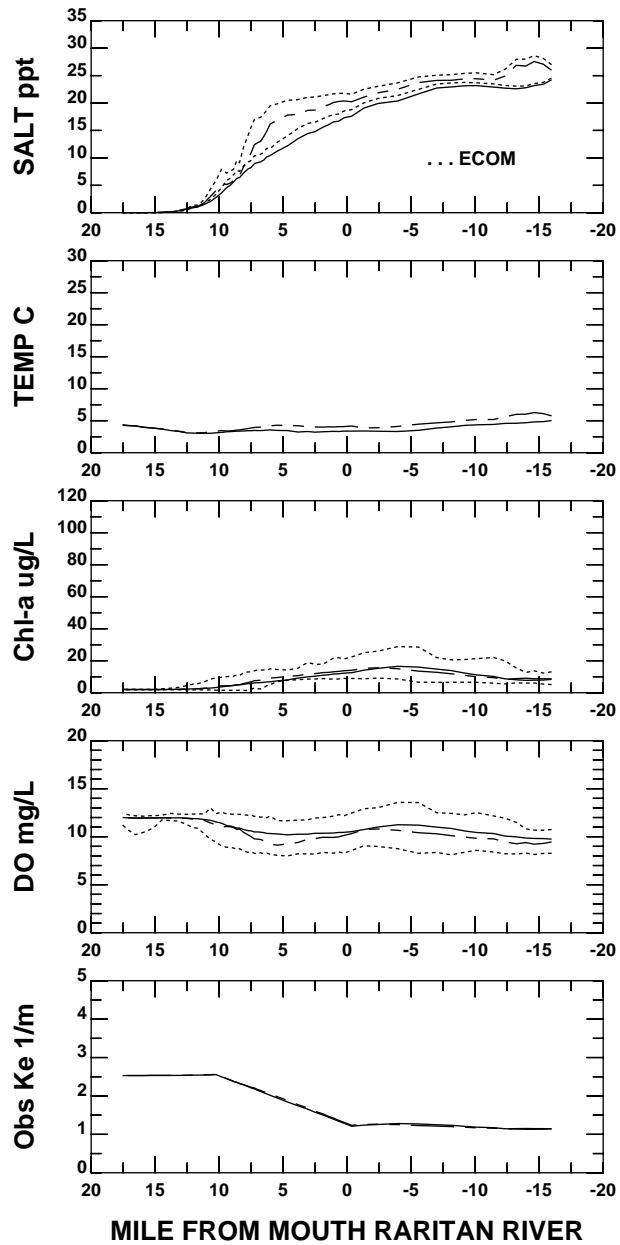 SALT ppt
35
30
25
20
15
10
5
0
. . . ECOM
20 15 10 5 0 -5 -10 -15 -20
TEMP C
30
25
20
15
10
5
0
20 15 10 5 0 -5 -10 -15 -20
Chl-a ug/L
120
100
80
60
40
20
0
20 15 10 5 0 -5 -10 -15 -20
DO mg/L
20
15
10
5
0
20 15 10 5 0 -5 -10 -15 -20
Obs Ke 1/m
5
4
3
2
1
0
20 15 10 5 0 -5 -10 -15 -20
MILE FROM MOUTH RARITAN RIVER